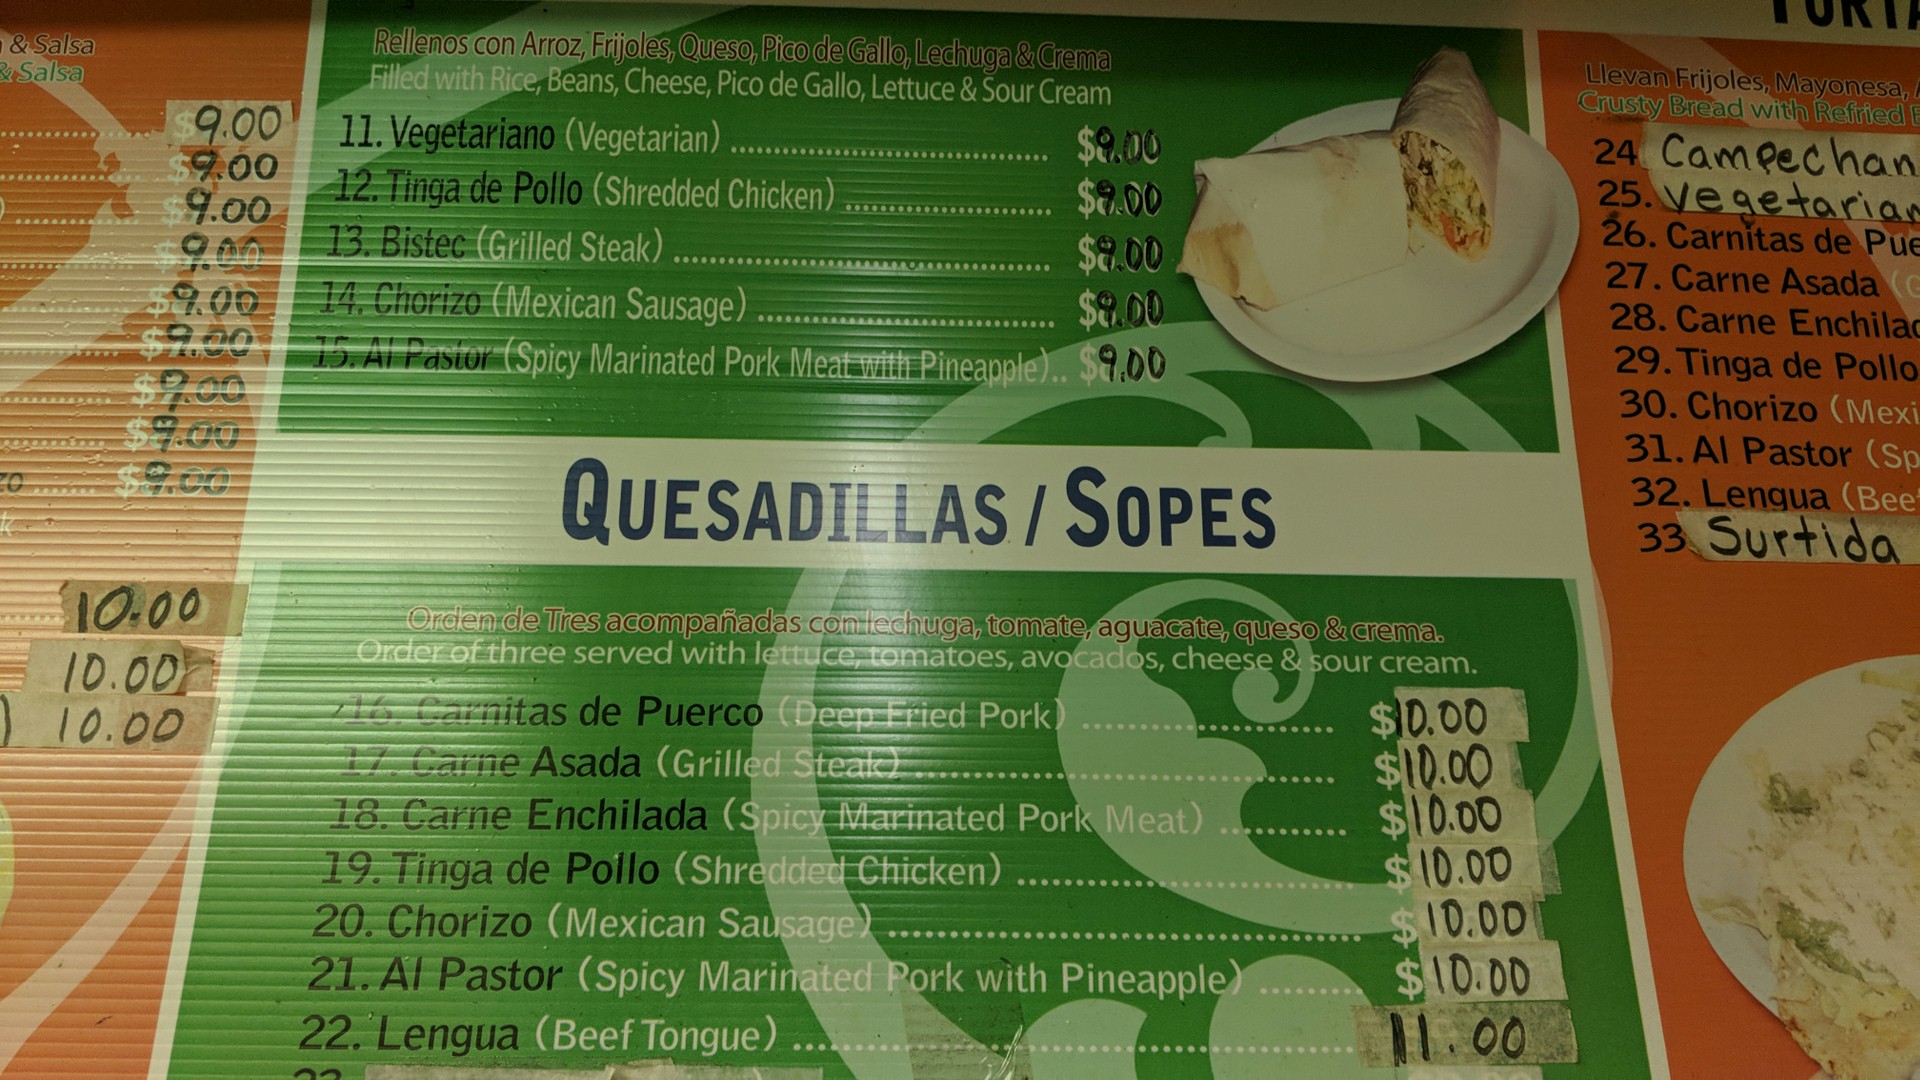 & Salsa
& Salsa
$9.00
$9.00
$9.00
$9.00
$9.00
$9.00
$9.00
$9.00
$9.00
10.00
10.00
10.00
Rellenos con Arroz, Frijoles, Queso, Pico de Gallo, Lechuga & Crema
Filled with Rice, Beans, Cheese, Pico de Gallo, Lettuce & Sour Cream
11. Vegetariano (Vegetarian) $9.00
12. Tinga de Pollo (Shredded Chicken) $9.00
13. Bistec (Grilled Steak) $9.00
14. Chorizo (Mexican Sausage) $9.00
15. Al Pastor (Spicy Marinated Pork Meat with Pineapple).. $9.00
QUESADILLAS / SOPES
Orden de Tres acompañadas con lechuga, tomate, aguacate, queso & crema.
Order of three served with lettuce, tomatoes, avocados, cheese & sour cream.
16. Carnitas de Puerco (Deep Fried Pork) $10.00
17. Carne Asada (Grilled Steak) $10.00
18. Carne Enchilada (Spicy Marinated Pork Meat) $10.00
19. Tinga de Pollo (Shredded Chicken) $10.00
20. Chorizo (Mexican Sausage) $10.00
21. Al Pastor (Spicy Marinated Pork with Pineapple) $10.00
22. Lengua (Beef Tongue) 11.00
Llevan Frijoles, Mayonesa,
Crusty Bread with Refried
24 Campechan
25. Vegetarian
26. Carnitas de Pue
27. Carne Asada
28. Carne Enchilad
29. Tinga de Pollo
30. Chorizo (Mexi
31. Al Pastor (Sp
32. Lengua (Beef
33 Surtida